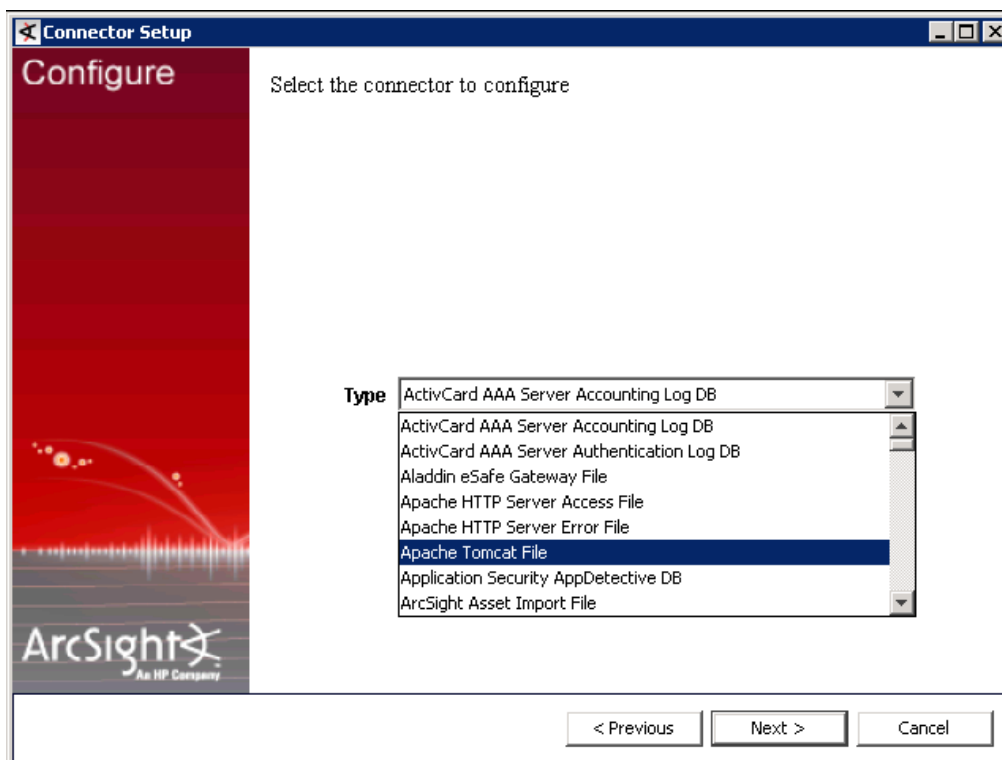 Connector Setup
Configure
Select the connector to configure
Type ActivCard AAA Server Accounting Log DB
ActivCard AAA Server Accounting Log DB
ActivCard AAA Server Authentication Log DB
Aladdin eSafe Gateway File
Apache HTTP Server Access File
Apache HTTP Server Error File
Apache Tomcat File
Application Security AppDetective DB
ArcSight Asset Import File
ArcSight
An HP Company
< Previous Next > Cancel